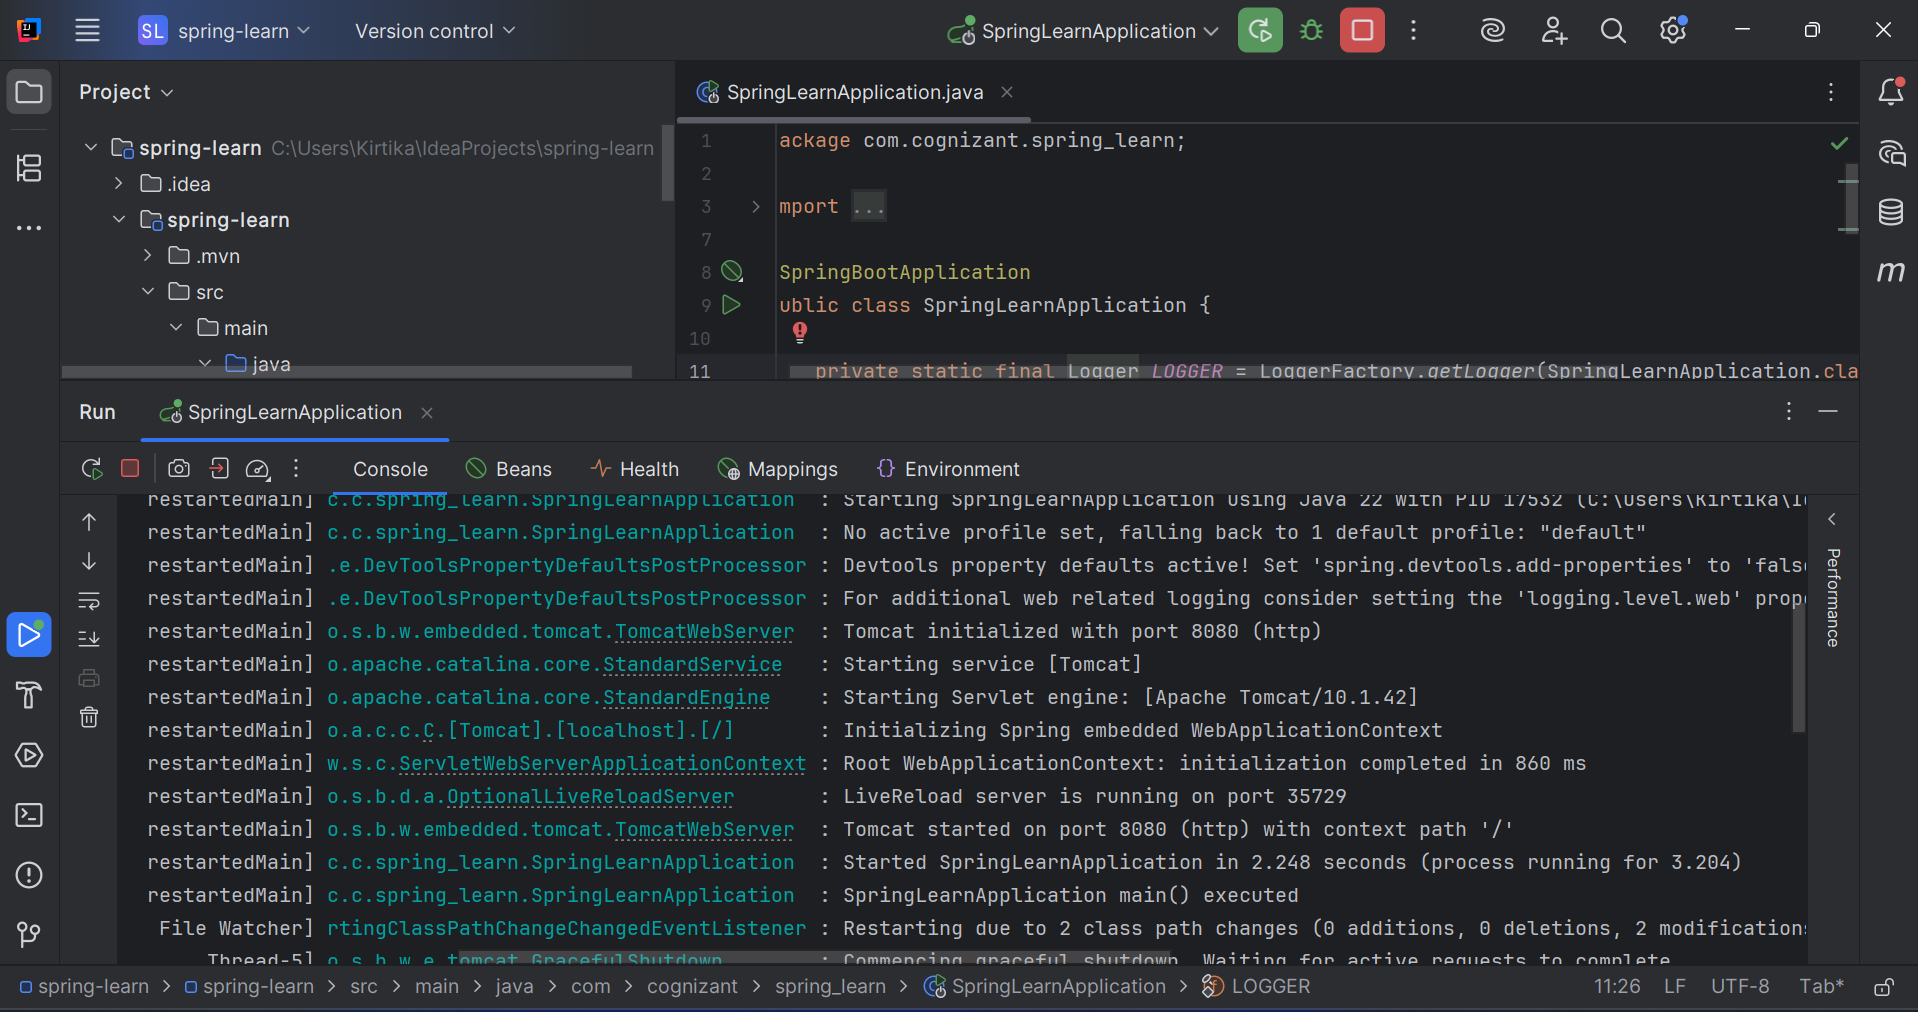 SL spring-learn Version control SpringLearnApplication
Project
SpringLearnApplication.java
spring-learn C:\Users\Kirtika\IdeaProjects\spring-learn
.idea
spring-learn
.mvn
src
main
java
1 ackage com.cognizant.spring_learn;
2
3 mport ...
7
8 SpringBootApplication
9 ublic class SpringLearnApplication {
10
11 private static final Logger LOGGER = LoggerFactory.getLogger(SpringLearnApplication.cla
m
Run SpringLearnApplication
Console Beans Health Mappings Environment
restartedMain] c.c.spring_learn.SpringLearnApplication : Starting SpringLearnApplication using Java 22 with PID 17532 (C:\Users\Kirtika\Id
restartedMain] c.c.spring_learn.SpringLearnApplication : No active profile set, falling back to 1 default profile: "default"
restartedMain] .e.DevToolsPropertyDefaultsPostProcessor : Devtools property defaults active! Set 'spring.devtools.add-properties' to 'false
restartedMain] .e.DevToolsPropertyDefaultsPostProcessor : For additional web related logging consider setting the 'logging.level.web' prop
restartedMain] o.s.b.w.embedded.tomcat.TomcatWebServer : Tomcat initialized with port 8080 (http)
restartedMain] o.apache.catalina.core.StandardService : Starting service [Tomcat]
restartedMain] o.apache.catalina.core.StandardEngine : Starting Servlet engine: [Apache Tomcat/10.1.42]
restartedMain] o.a.c.c.C.[Tomcat].[localhost].[/] : Initializing Spring embedded WebApplicationContext
restartedMain] w.s.c.ServletWebServerApplicationContext : Root WebApplicationContext: initialization completed in 860 ms
restartedMain] o.s.b.d.a.OptionalLiveReloadServer : LiveReload server is running on port 35729
restartedMain] o.s.b.w.embedded.tomcat.TomcatWebServer : Tomcat started on port 8080 (http) with context path '/'
restartedMain] c.c.spring_learn.SpringLearnApplication : Started SpringLearnApplication in 2.248 seconds (process running for 3.204)
restartedMain] c.c.spring_learn.SpringLearnApplication : SpringLearnApplication main() executed
File Watcher] rtingClassPathChangeChangedEventListener : Restarting due to 2 class path changes (0 additions, 0 deletions, 2 modifications
Thread-5] o.s.b.w.e.tomcat.GracefulShutdown : Commencing graceful shutdown. Waiting for active requests to complete
Performance
spring-learn > spring-learn > src > main > java > com > cognizant > spring_learn > SpringLearnApplication > LOGGER 11:26 LF UTF-8 Tab*